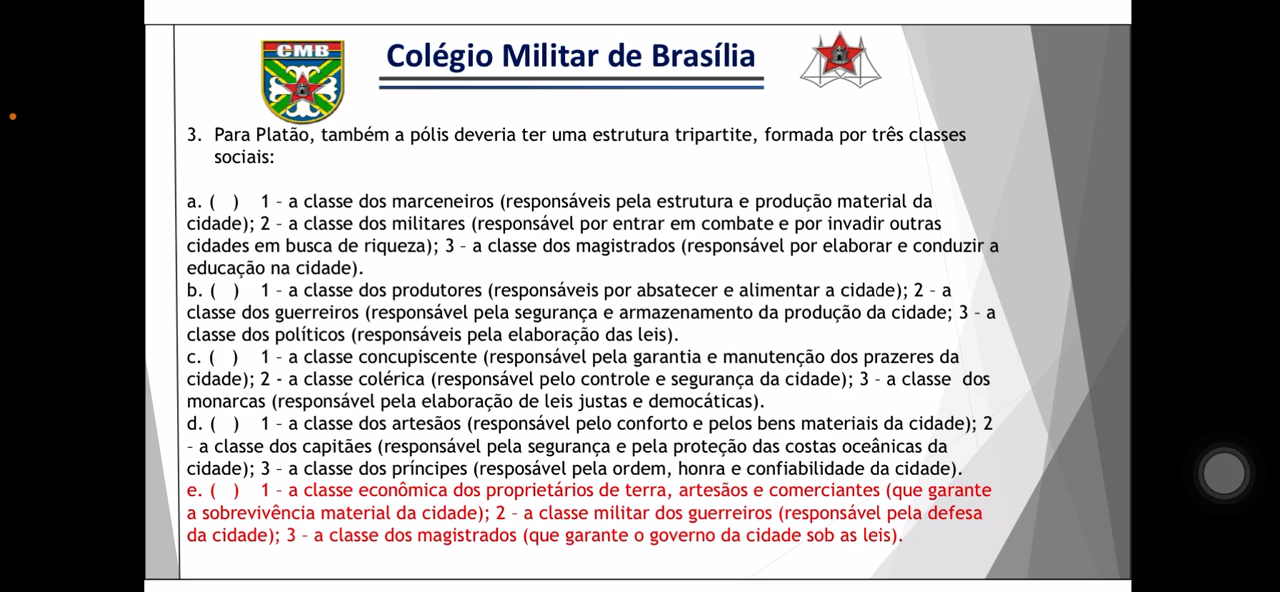 CMB
Colégio Militar de Brasília
3. Para Platão, também a pólis deveria ter uma estrutura tripartite, formada por três classes
sociais:
a. ( ) 1 – a classe dos marceneiros (responsáveis pela estrutura e produção material da
cidade); 2 – a classe dos militares (responsável por entrar em combate e por invadir outras
cidades em busca de riqueza); 3 – a classe dos magistrados (responsável por elaborar e conduzir a
educação na cidade).
b. ( ) 1 – a classe dos produtores (responsáveis por absatecer e alimentar a cidade); 2 – a
classe dos guerreiros (responsável pela segurança e armazenamento da produção da cidade; 3 – a
classe dos políticos (responsáveis pela elaboração das leis).
c. ( ) 1 – a classe concupiscente (responsável pela garantia e manutenção dos prazeres da
cidade); 2 - a classe colérica (responsável pelo controle e segurança da cidade); 3 – a classe dos
monarcas (responsável pela elaboração de leis justas e democáticas).
d. ( ) 1 – a classe dos artesãos (responsável pelo conforto e pelos bens materiais da cidade); 2
– a classe dos capitães (responsável pela segurança e pela proteção das costas oceânicas da
cidade); 3 – a classe dos príncipes (resposável pela ordem, honra e confiabilidade da cidade).
e. ( ) 1 – a classe econômica dos proprietários de terra, artesãos e comerciantes (que garante
a sobrevivência material da cidade); 2 – a classe militar dos guerreiros (responsável pela defesa
da cidade); 3 – a classe dos magistrados (que garante o governo da cidade sob as leis).